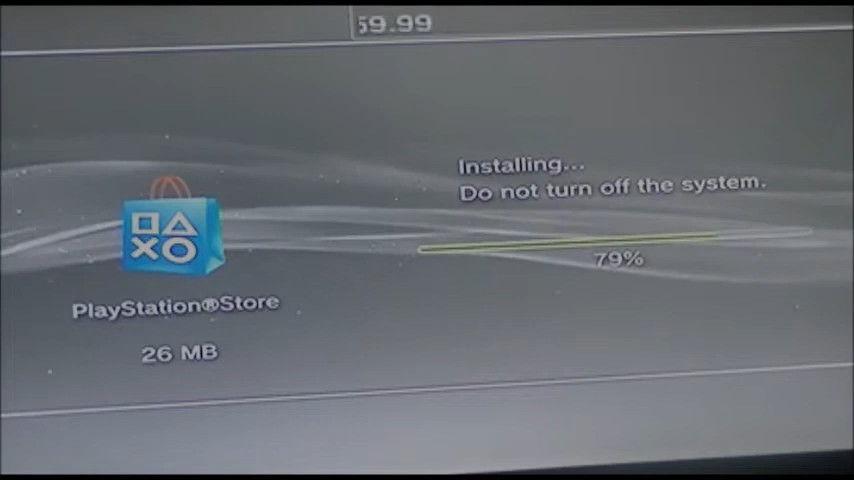 59.99
Installing...
Do not turn off the system.
79%
PlayStation®Store
26 MB